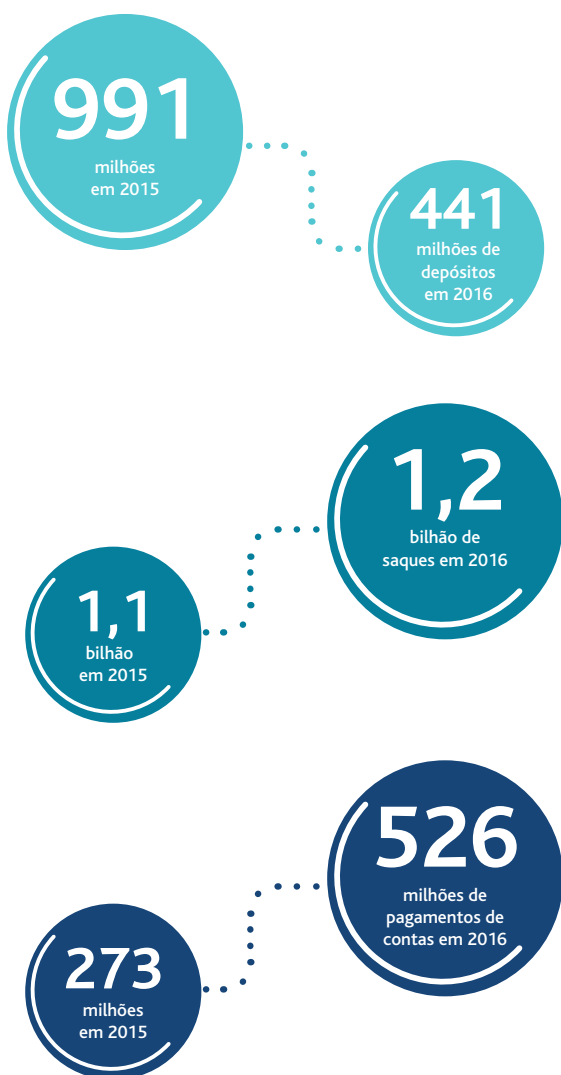 991
milhões
em 2015
441
milhões de
depósitos
em 2016
1,2
bilhão de
saques em 2016
1,1
bilhão
em 2015
526
milhões de
pagamentos de
contas em 2016
273
milhões
em 2015